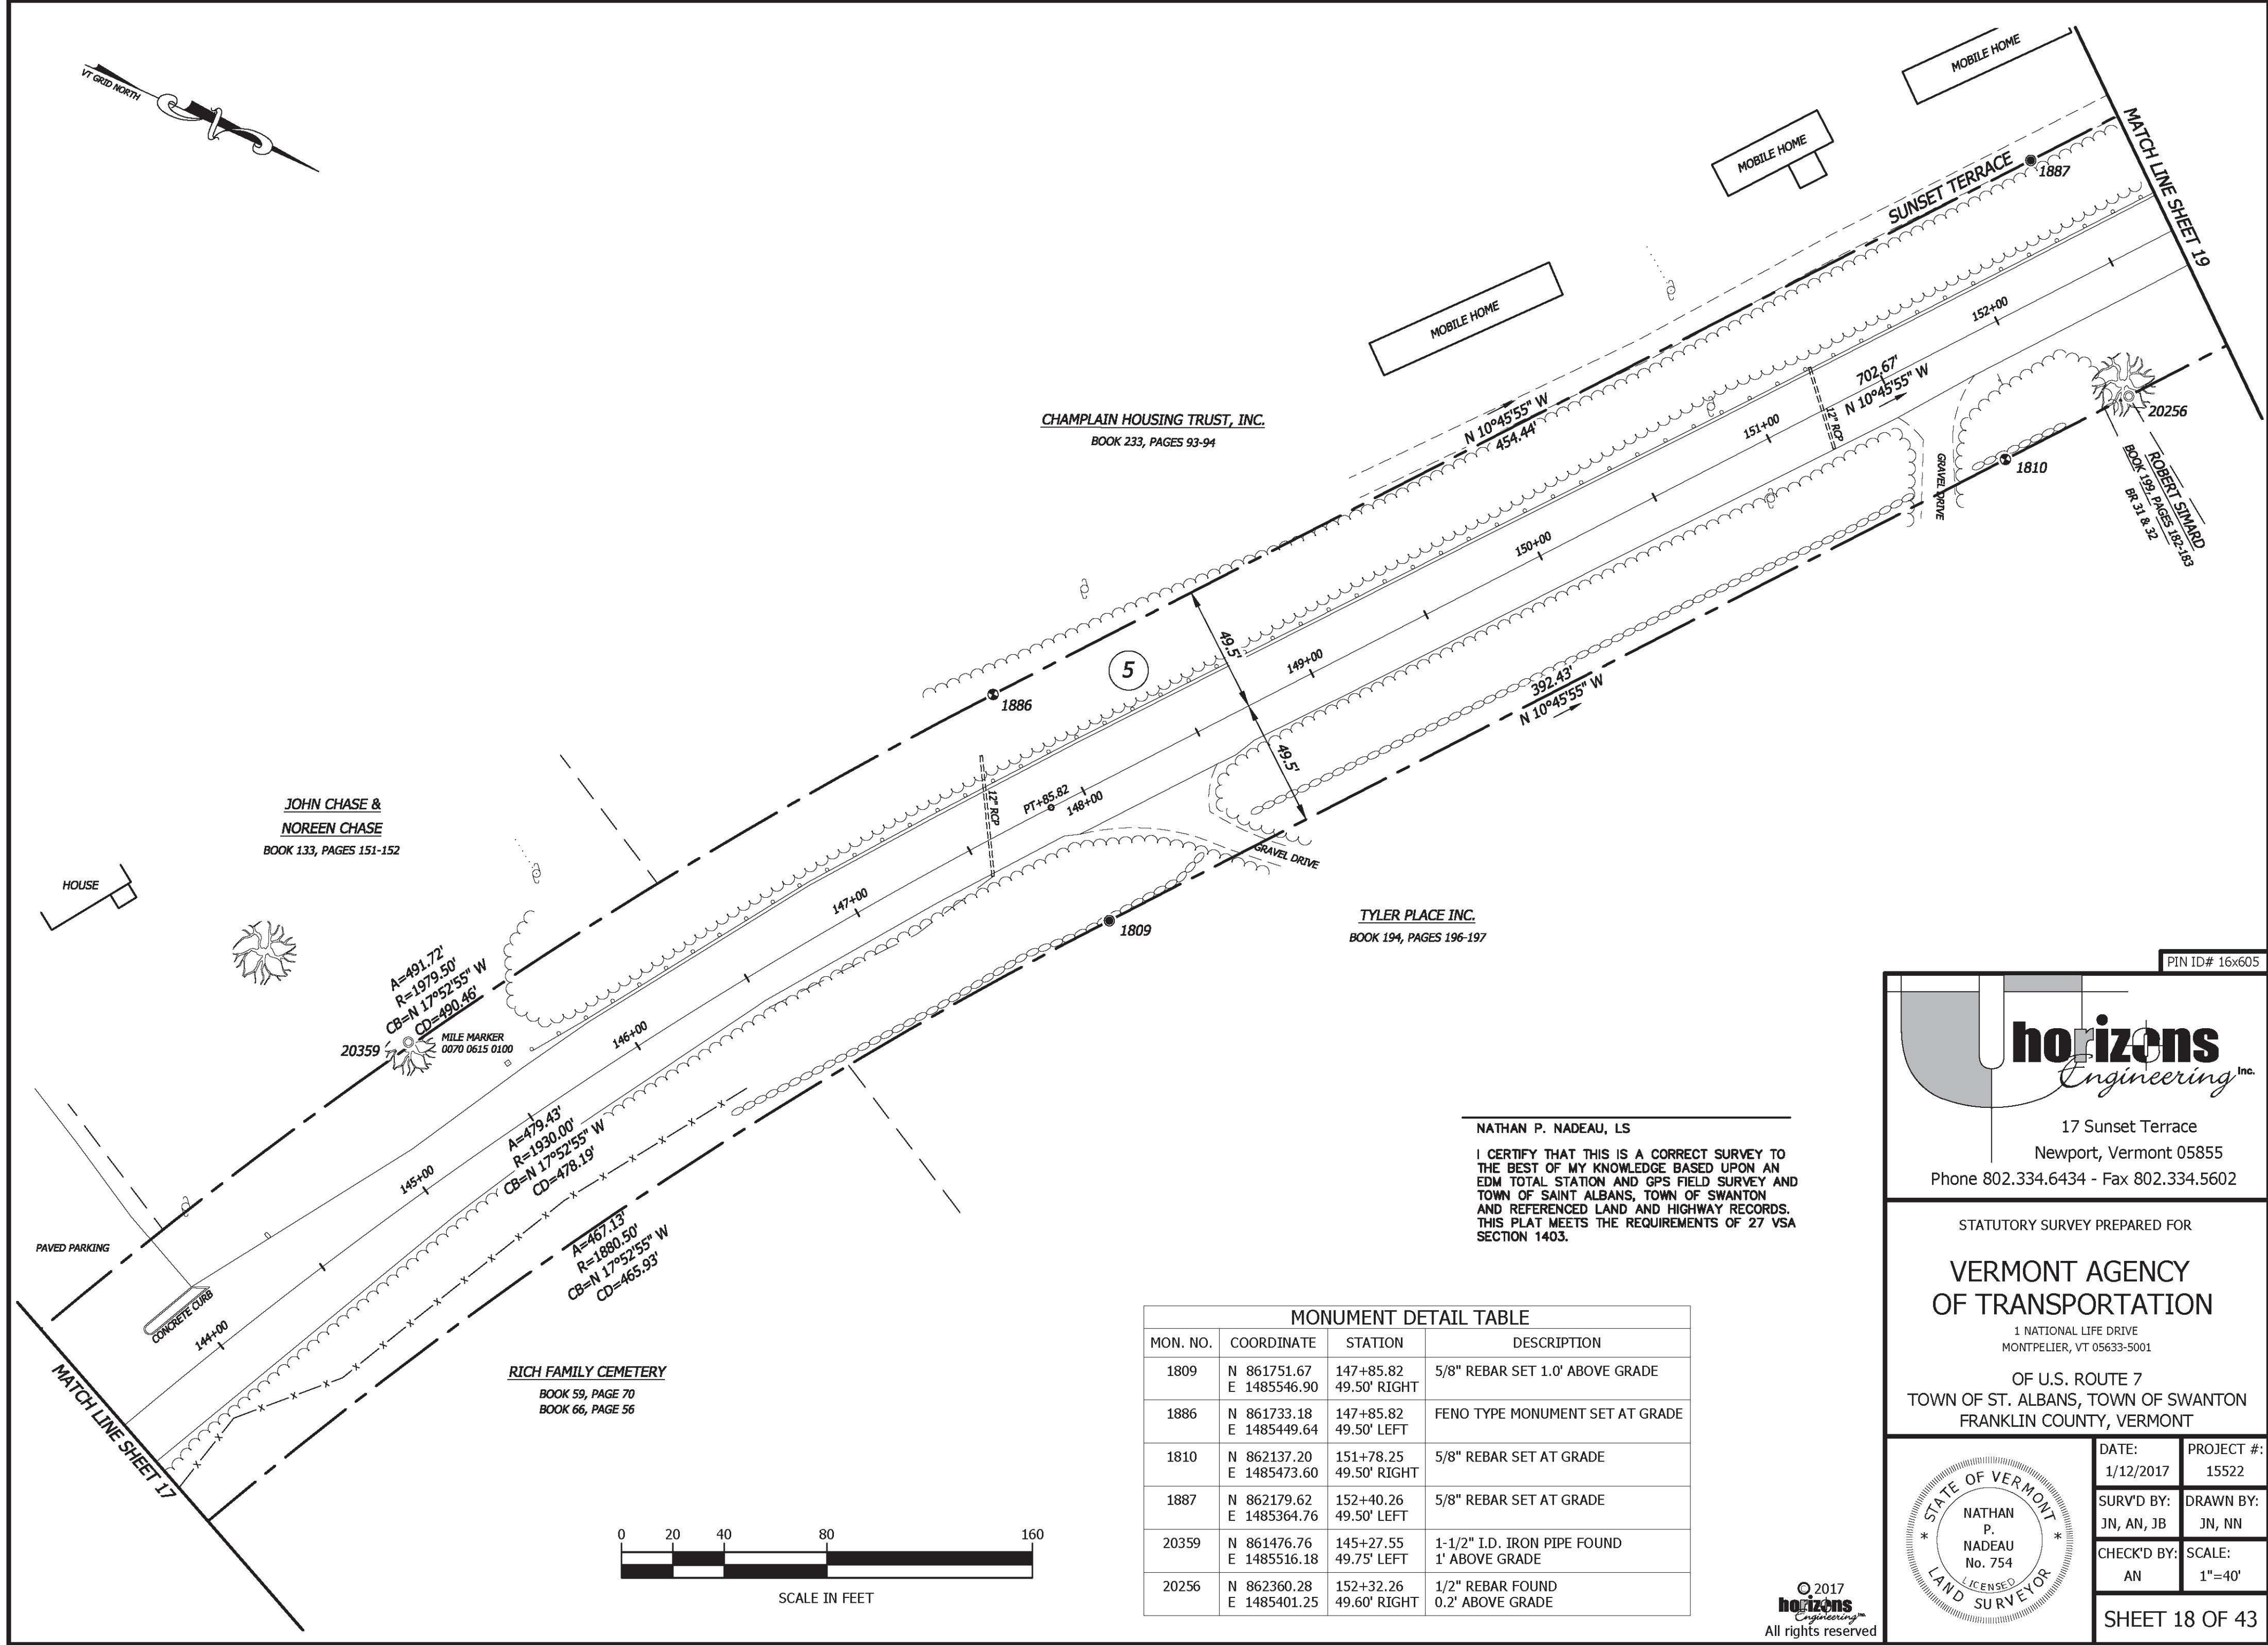 VT GRID NORTH
MOBILE HOME
MOBILE HOME
MOBILE HOME
SUNSET TERRACE
1887
MATCH LINE SHEET 19
152+00
702.67'
N 10°45'55" W
12" RCP
151+00
N 10°45'55" W
454.44'
CHAMPLAIN HOUSING TRUST, INC.
BOOK 233, PAGES 93-94
GRAVEL DRIVE
20256
1810
ROBERT SIMARD
BOOK 199, PAGES 182-183
BR 31 & 32
150+00
49.5'
149+00
5
1886
392.43'
N 10°45'55" W
49.5'
12" RCP
PT+85.82
148+00
GRAVEL DRIVE
JOHN CHASE &
NOREEN CHASE
BOOK 133, PAGES 151-152
HOUSE
147+00
1809
TYLER PLACE INC.
BOOK 194, PAGES 196-197
A=491.72'
R=1979.50'
CB=N 17°52'55" W
CD=490.46'
20359
MILE MARKER
0070 0615 0100
146+00
A=479.43'
R=1930.00'
CB=N 17°52'55" W
CD=478.19'
145+00
A=467.13'
R=1880.50'
CB=N 17°52'55" W
CD=465.93'
PAVED PARKING
CONCRETE CURB
144+00
MATCH LINE SHEET 17
RICH FAMILY CEMETERY
BOOK 59, PAGE 70
BOOK 66, PAGE 56
0 20 40 80 160
SCALE IN FEET
NATHAN P. NADEAU, LS
I CERTIFY THAT THIS IS A CORRECT SURVEY TO
THE BEST OF MY KNOWLEDGE BASED UPON AN
EDM TOTAL STATION AND GPS FIELD SURVEY AND
TOWN OF SAINT ALBANS, TOWN OF SWANTON
AND REFERENCED LAND AND HIGHWAY RECORDS.
THIS PLAT MEETS THE REQUIREMENTS OF 27 VSA
SECTION 1403.
MONUMENT DETAIL TABLE
MON. NO. COORDINATE STATION DESCRIPTION
1809 N 861751.67 147+85.82 5/8" REBAR SET 1.0' ABOVE GRADE
E 1485546.90 49.50' RIGHT
1886 N 861733.18 147+85.82 FENO TYPE MONUMENT SET AT GRADE
E 1485449.64 49.50' LEFT
1810 N 862137.20 151+78.25 5/8" REBAR SET AT GRADE
E 1485473.60 49.50' RIGHT
1887 N 862179.62 152+40.26 5/8" REBAR SET AT GRADE
E 1485364.76 49.50' LEFT
20359 N 861476.76 145+27.55 1-1/2" I.D. IRON PIPE FOUND
E 1485516.18 49.75' LEFT 1' ABOVE GRADE
20256 N 862360.28 152+32.26 1/2" REBAR FOUND
E 1485401.25 49.60' RIGHT 0.2' ABOVE GRADE
© 2017
horizons
Engineering Inc.
All rights reserved
PIN ID# 16x605
horizons
Engineering Inc.
17 Sunset Terrace
Newport, Vermont 05855
Phone 802.334.6434 - Fax 802.334.5602
STATUTORY SURVEY PREPARED FOR
VERMONT AGENCY
OF TRANSPORTATION
1 NATIONAL LIFE DRIVE
MONTPELIER, VT 05633-5001
OF U.S. ROUTE 7
TOWN OF ST. ALBANS, TOWN OF SWANTON
FRANKLIN COUNTY, VERMONT
STATE OF VERMONT
NATHAN
P.
NADEAU
No. 754
LICENSED
* LAND SURVEYOR *
DATE: PROJECT #:
1/12/2017 15522
SURV'D BY: DRAWN BY:
JN, AN, JB JN, NN
CHECK'D BY: SCALE:
AN 1"=40'
SHEET 18 OF 43